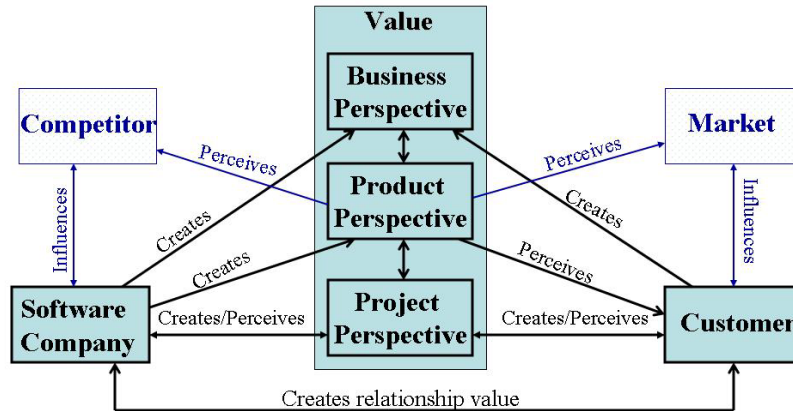 Value
Business
Perspective
Competitor
Market
Perceives
Perceives
Product
Perspective
Influences
Creates
Creates
Influences
Creates
Perceives
Software
Company
Project
Perspective
Customer
Creates/Perceives
Creates/Perceives
Creates relationship value